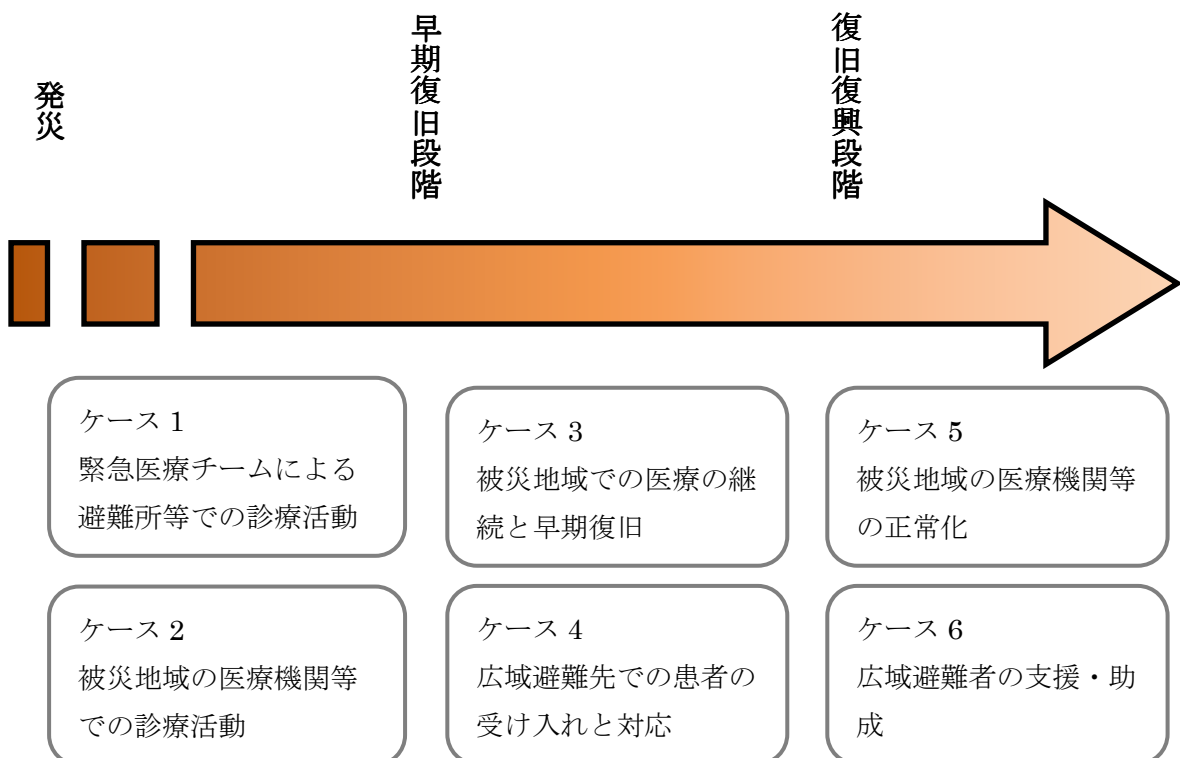 発災
早期復旧段階
復旧復興段階
ケース 1
緊急医療チームによる
避難所等での診療活動
ケース 3
被災地域での医療の継
続と早期復旧
ケース 5
被災地域の医療機関等
の正常化
ケース 2
被災地域の医療機関等
での診療活動
ケース 4
広域避難先での患者の
受け入れと対応
ケース 6
広域避難者の支援・助
成